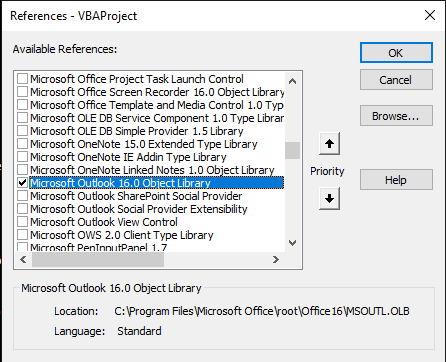 References - VBAProject
Available References:
OK
Microsoft Office Project Task Launch Control
Microsoft Office Screen Recorder 16.0 Object Library
Cancel
Microsoft Office Template and Media Control 1.0 Typ
Microsoft OLE DB Service Component 1.0 Type Librar
Microsoft OLE DB Simple Provider 1.5 Library
Browse...
Microsoft OneNote 15.0 Extended Type Library
Microsoft OneNote IE Addin Type Library
Microsoft OneNote Linked Notes 1.0 Object Library
Priority
Microsoft Outlook 16.0 Object Library
Help
Microsoft Outlook SharePoint Social Provider
Microsoft Outlook Social Provider Extensibility
Microsoft Outlook View Control
Microsoft OWS 2.0 Client Type Library
Microsoft PenInputPanel 1.7
Microsoft Outlook 16.0 Object Library
Location: C:\Program Files\Microsoft Office\root\Office16\MSOUTL.OLB
Language: Standard